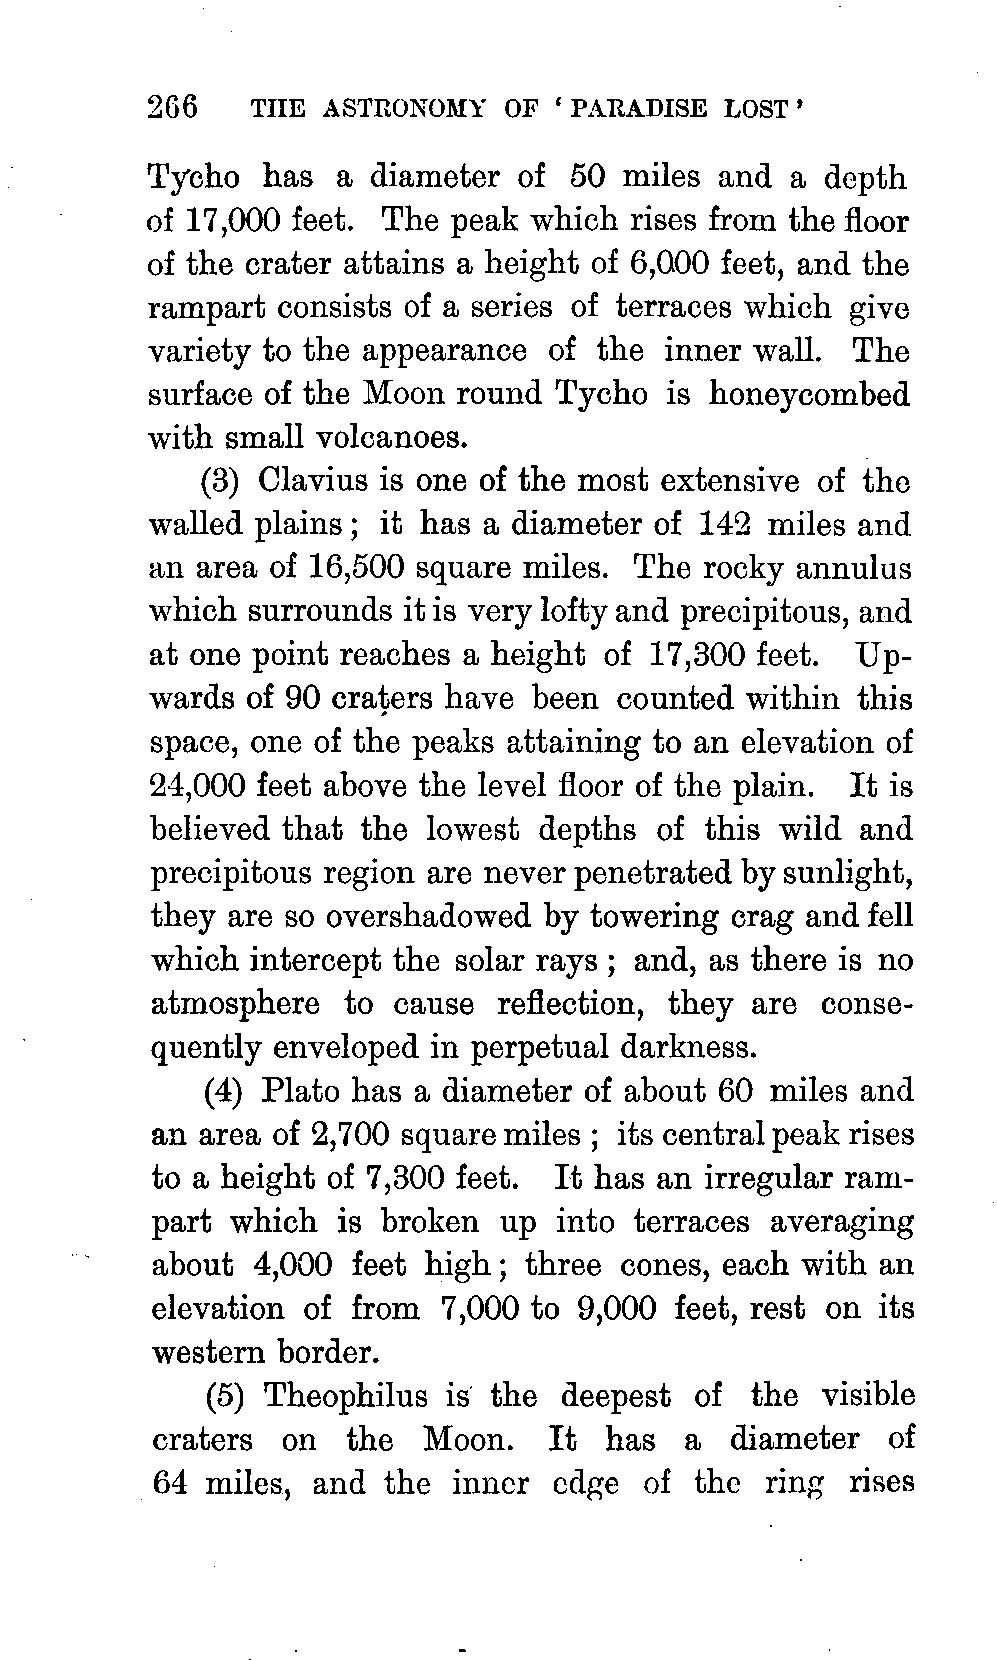 266 THE ASTRONOMY OF ‘PARADISE LOST’
Tycho has a diameter of 50 miles and a depth
of 17,000 feet. The peak which rises from the floor
of the crater attains a height of 6,000 feet, and the
rampart consists of a series of terraces which give
variety to the appearance of the inner wall. The
surface of the Moon round Tycho is honeycombed
with small volcanoes.
(3) Clavius is one of the most extensive of the
walled plains; it has a diameter of 142 miles and
an area of 16,500 square miles. The rocky annulus
which surrounds it is very lofty and precipitous, and
at one point reaches a height of 17,300 feet. Up-
wards of 90 craters have been counted within this
space, one of the peaks attaining to an elevation of
24,000 feet above the level floor of the plain. It is
believed that the lowest depths of this wild and
precipitous region are never penetrated by sunlight,
they are so overshadowed by towering crag and fell
which intercept the solar rays; and, as there is no
atmosphere to cause reflection, they are conse-
quently enveloped in perpetual darkness.
(4) Plato has a diameter of about 60 miles and
an area of 2,700 square miles; its central peak rises
to a height of 7,300 feet. It has an irregular ram-
part which is broken up into terraces averaging
about 4,000 feet high; three cones, each with an
elevation of from 7,000 to 9,000 feet, rest on its
western border.
(5) Theophilus is the deepest of the visible
craters on the Moon. It has a diameter of
64 miles, and the inner edge of the ring rises